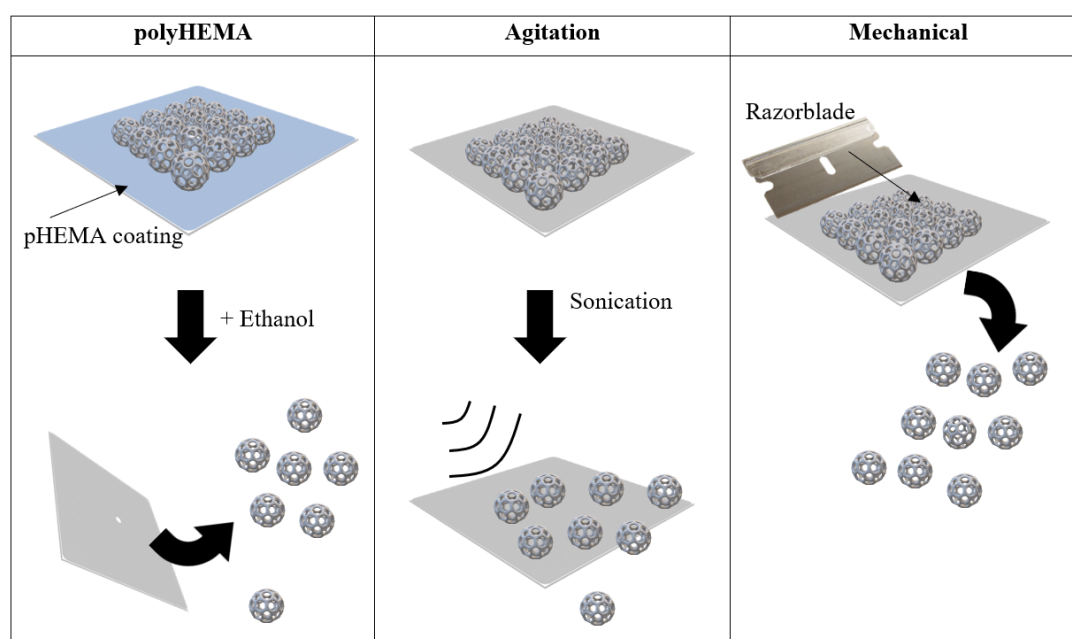 polyHEMA
Agitation
Mechanical
pHEMA coating
+ Ethanol
Sonication
Razorblade